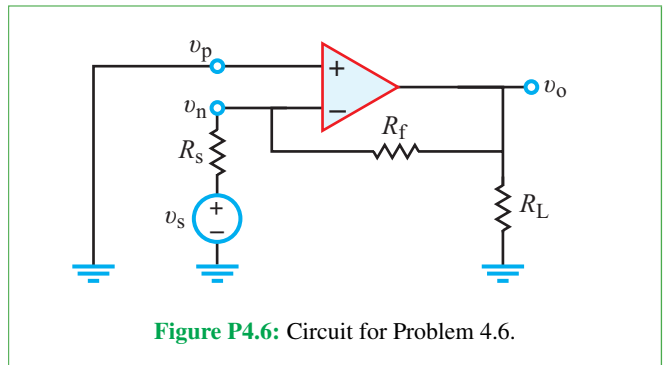 υp
+
υn
−
υo
Rf
Rs
+
υs
−
RL
Figure P4.6: Circuit for Problem 4.6.